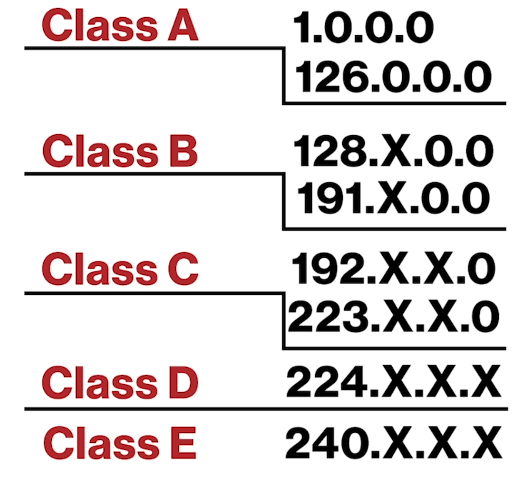 Class A 1.0.0.0
126.0.0.0
Class B 128.X.0.0
191.X.0.0
Class C 192.X.X.0
223.X.X.0
Class D 224.X.X.X
Class E 240.X.X.X